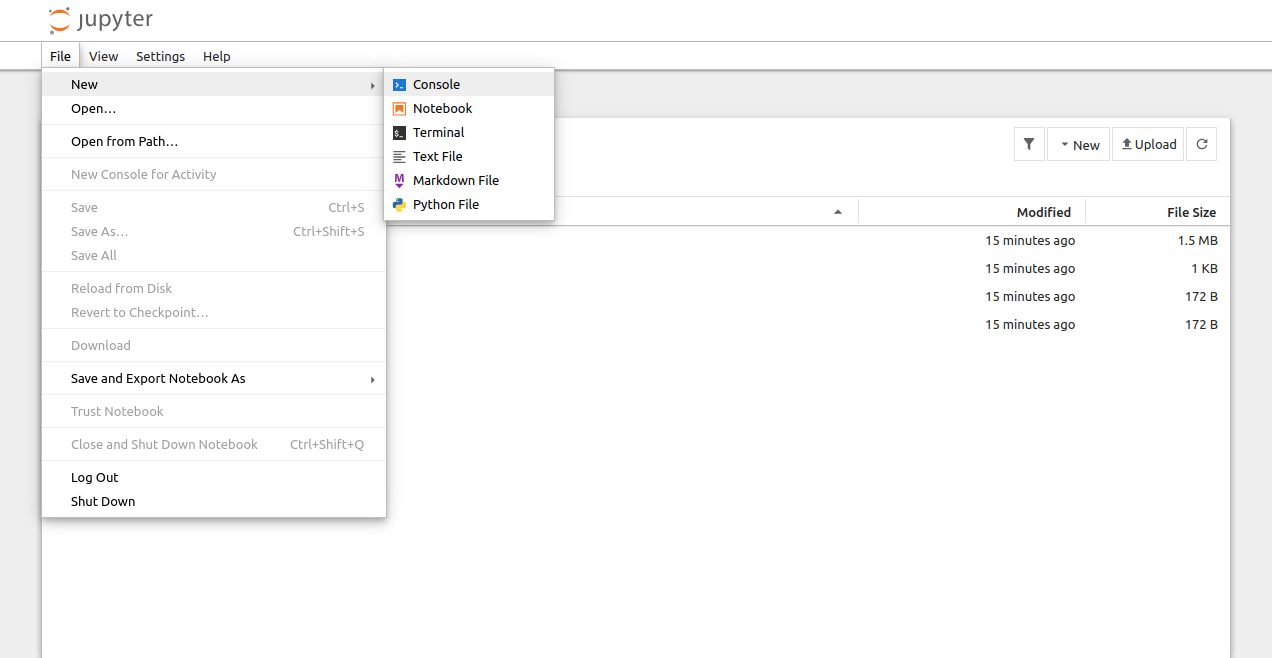 jupyter
File View Settings Help
New
Open…
Open from Path…
New Console for Activity
Save Ctrl+S
Save As… Ctrl+Shift+S
Save All
Reload from Disk
Revert to Checkpoint…
Download
Save and Export Notebook As
Trust Notebook
Close and Shut Down Notebook Ctrl+Shift+Q
Log Out
Shut Down
Console
Notebook
Terminal
Text File
Markdown File
Python File
New Upload
Modified File Size
15 minutes ago 1.5 MB
15 minutes ago 1 KB
15 minutes ago 172 B
15 minutes ago 172 B